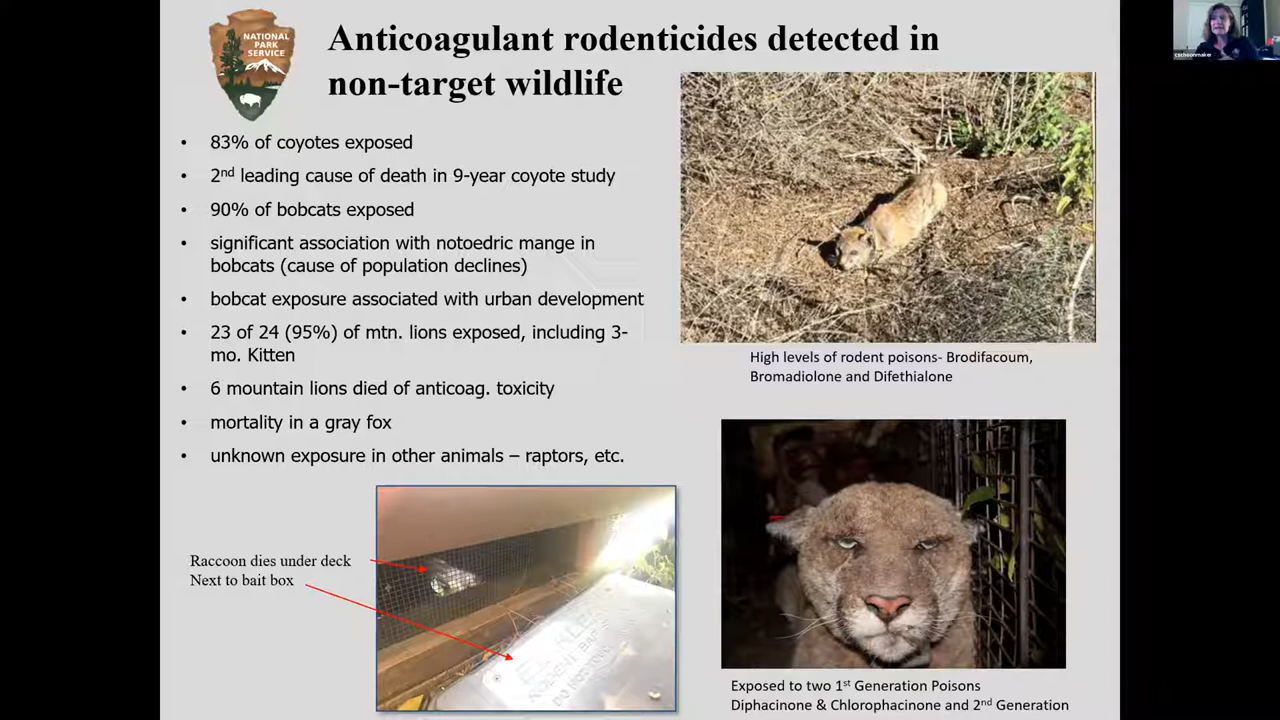 NATIONAL
PARK
SERVICE
Anticoagulant rodenticides detected in
non-target wildlife
• 83% of coyotes exposed
• 2nd leading cause of death in 9-year coyote study
• 90% of bobcats exposed
• significant association with notoedric mange in
bobcats (cause of population declines)
• bobcat exposure associated with urban development
• 23 of 24 (95%) of mtn. lions exposed, including 3-
mo. Kitten
• 6 mountain lions died of anticoag. toxicity
• mortality in a gray fox
• unknown exposure in other animals – raptors, etc.
Raccoon dies under deck
Next to bait box
High levels of rodent poisons- Brodifacoum,
Bromadiolone and Difethialone
Exposed to two 1st Generation Poisons
Diphacinone & Chlorophacinone and 2nd Generation
cschoonmaker